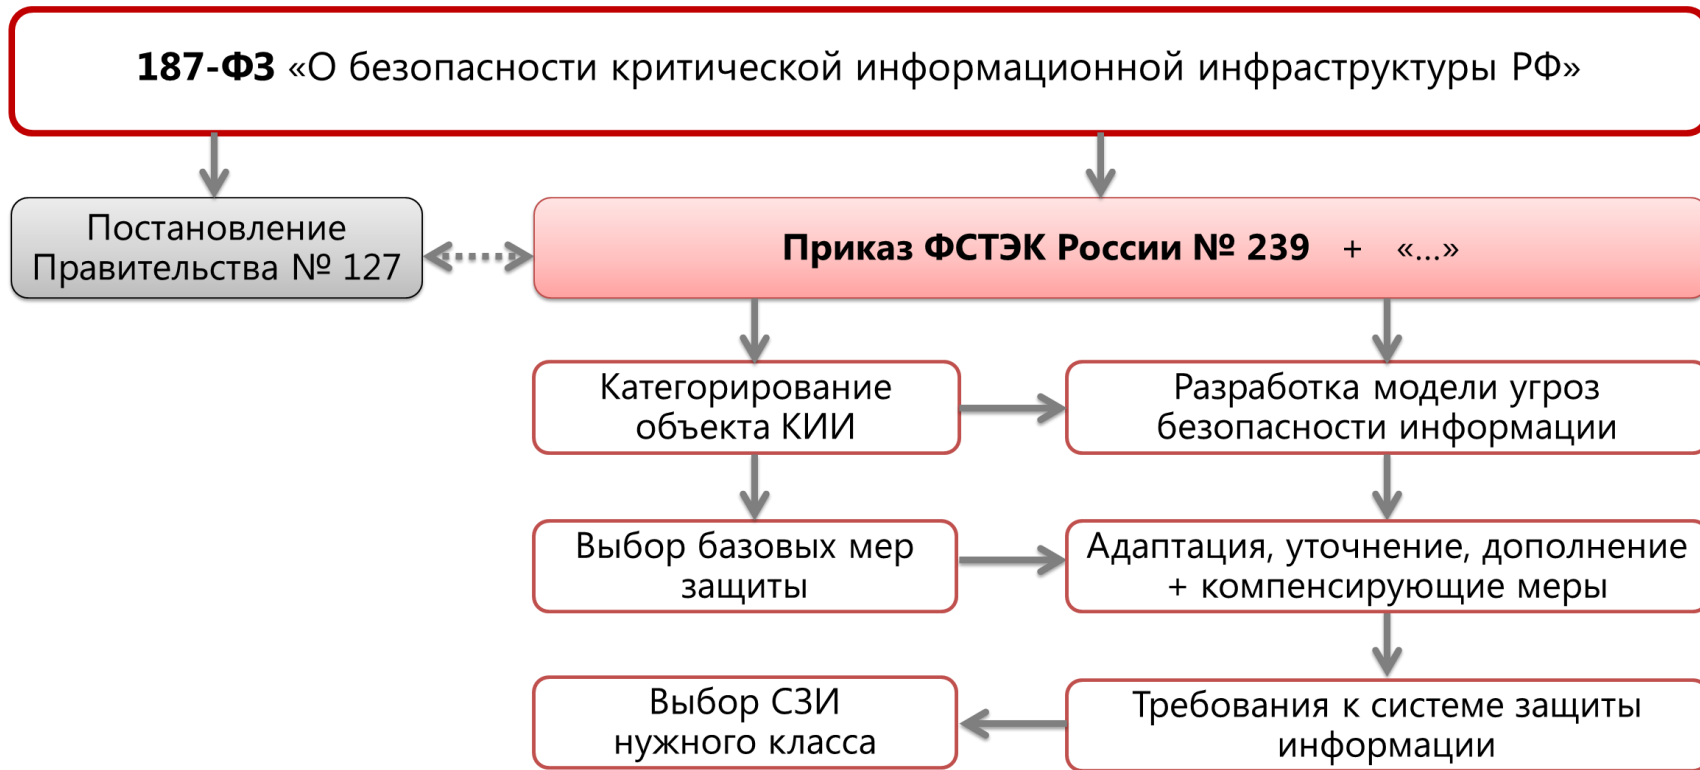 187-ФЗ «О безопасности критической информационной инфраструктуры РФ»
Постановление
Правительства № 127
Приказ ФСТЭК России № 239 + «...»
Категорирование
объекта КИИ
Разработка модели угроз
безопасности информации
Выбор базовых мер
защиты
Адаптация, уточнение, дополнение
+ компенсирующие меры
Выбор СЗИ
нужного класса
Требования к системе защиты
информации